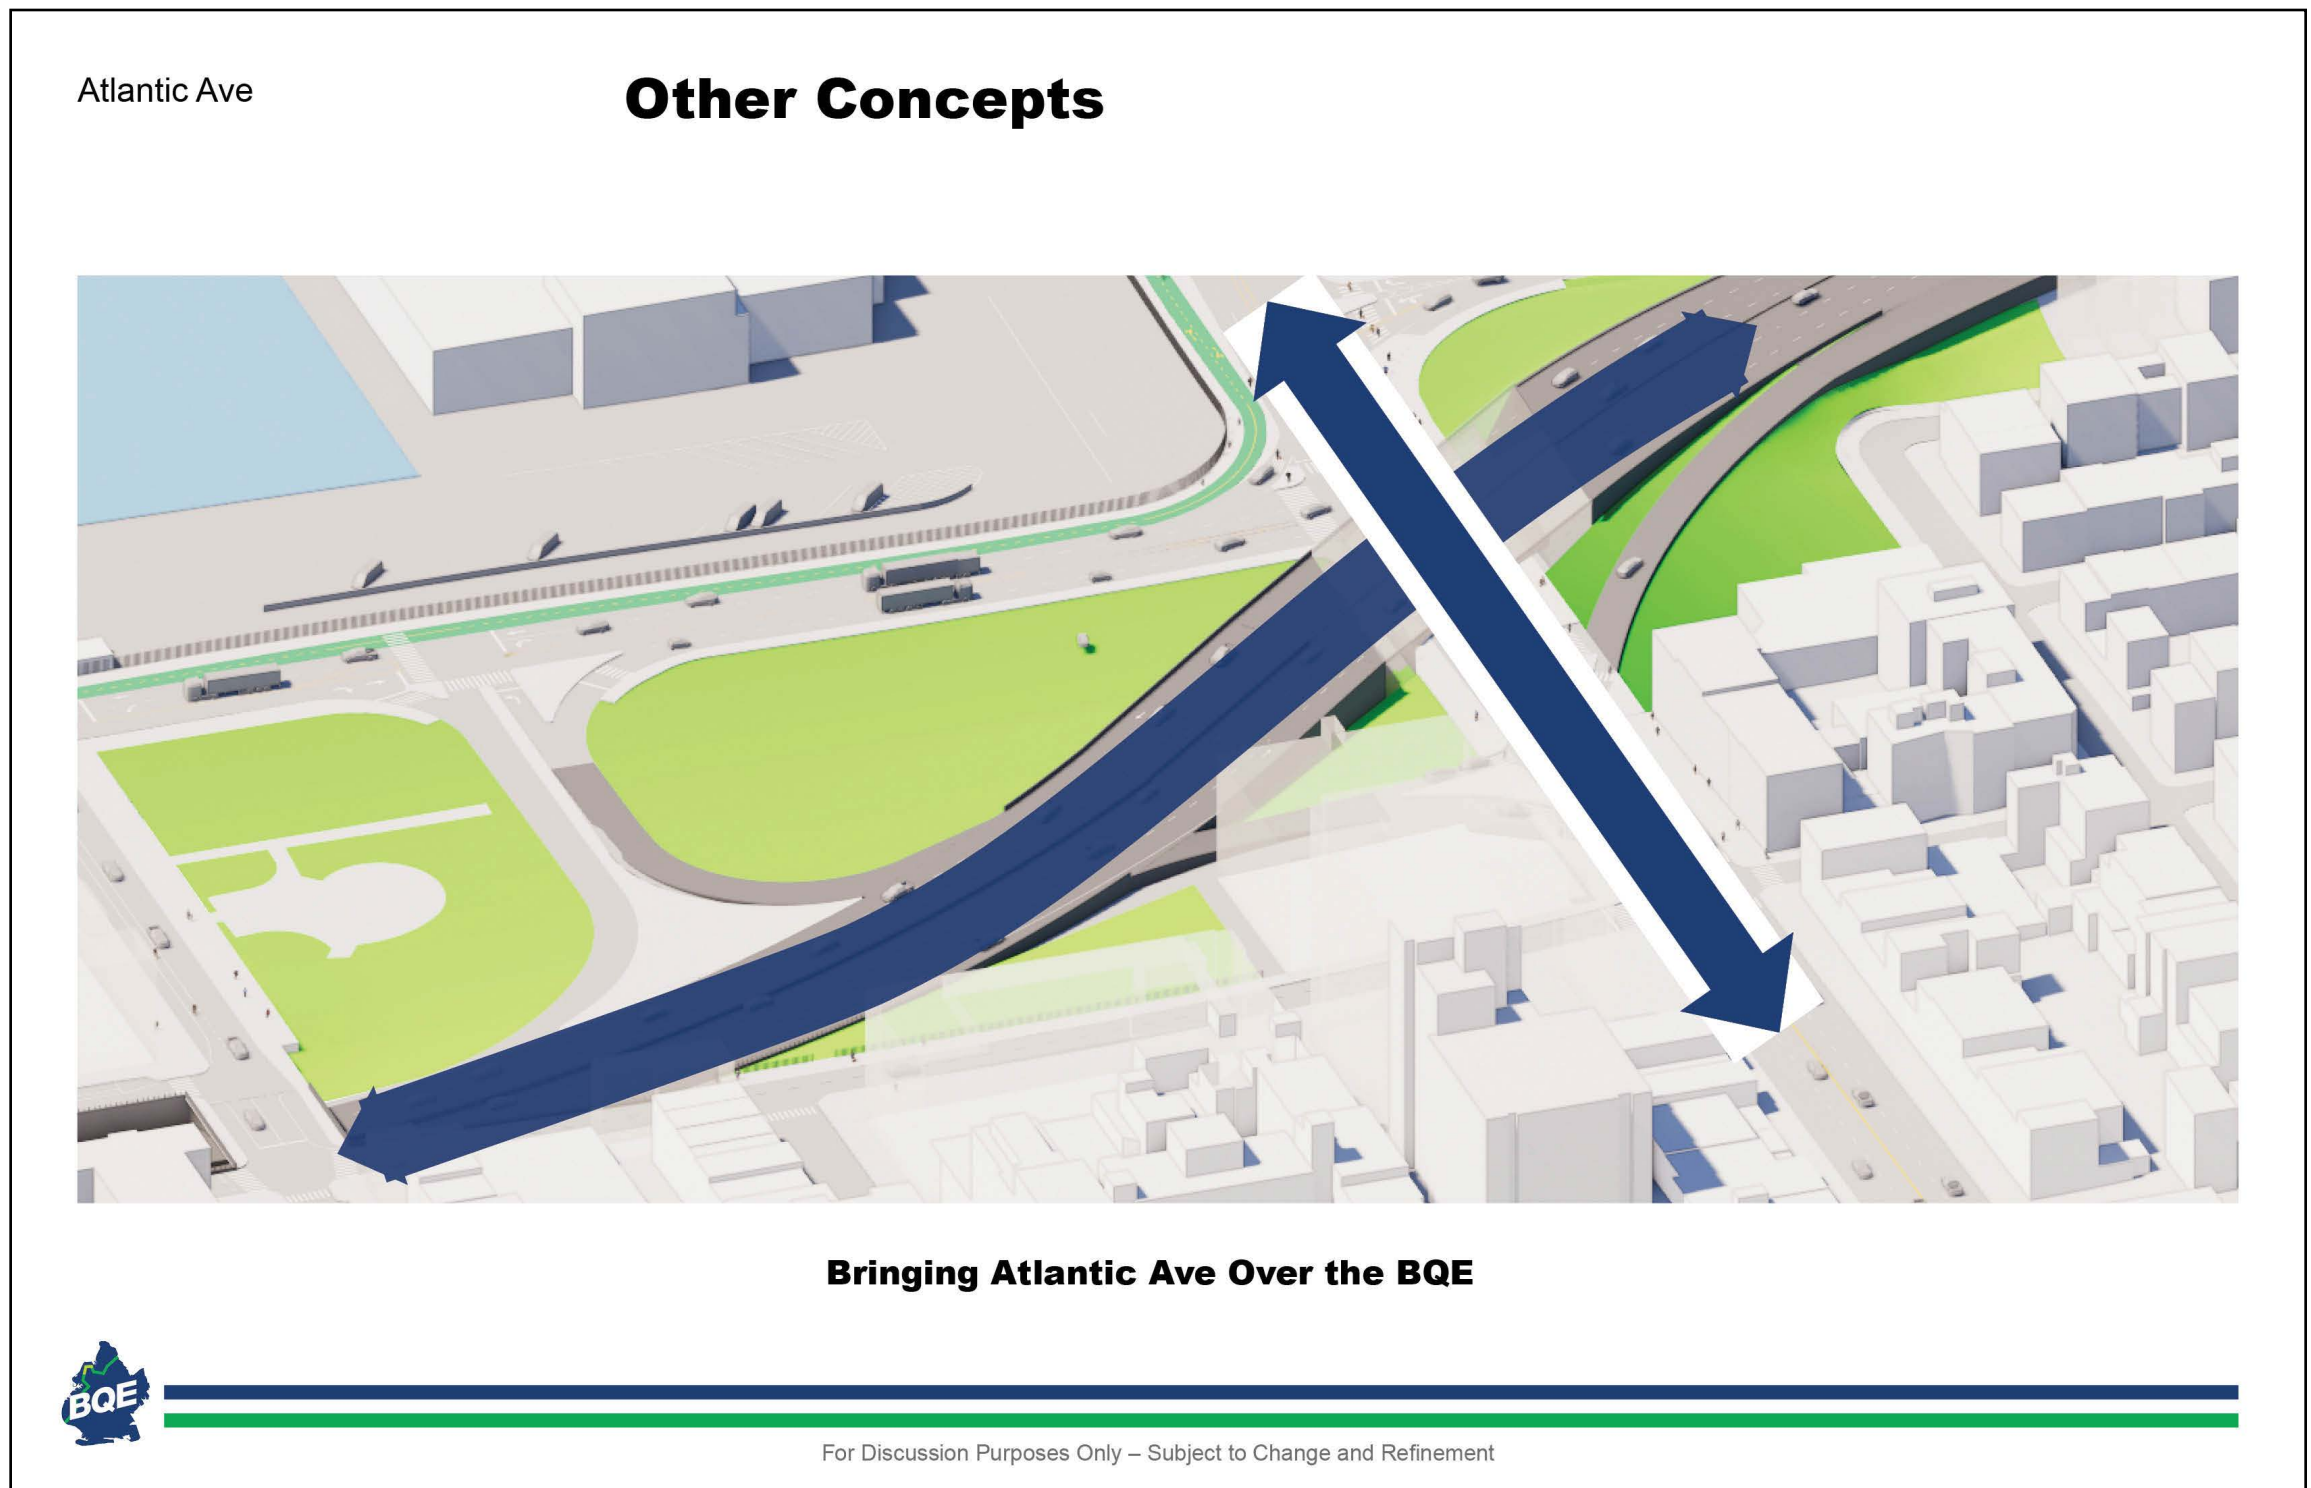 Atlantic Ave
Other Concepts
Bringing Atlantic Ave Over the BQE
BQE
For Discussion Purposes Only – Subject to Change and Refinement